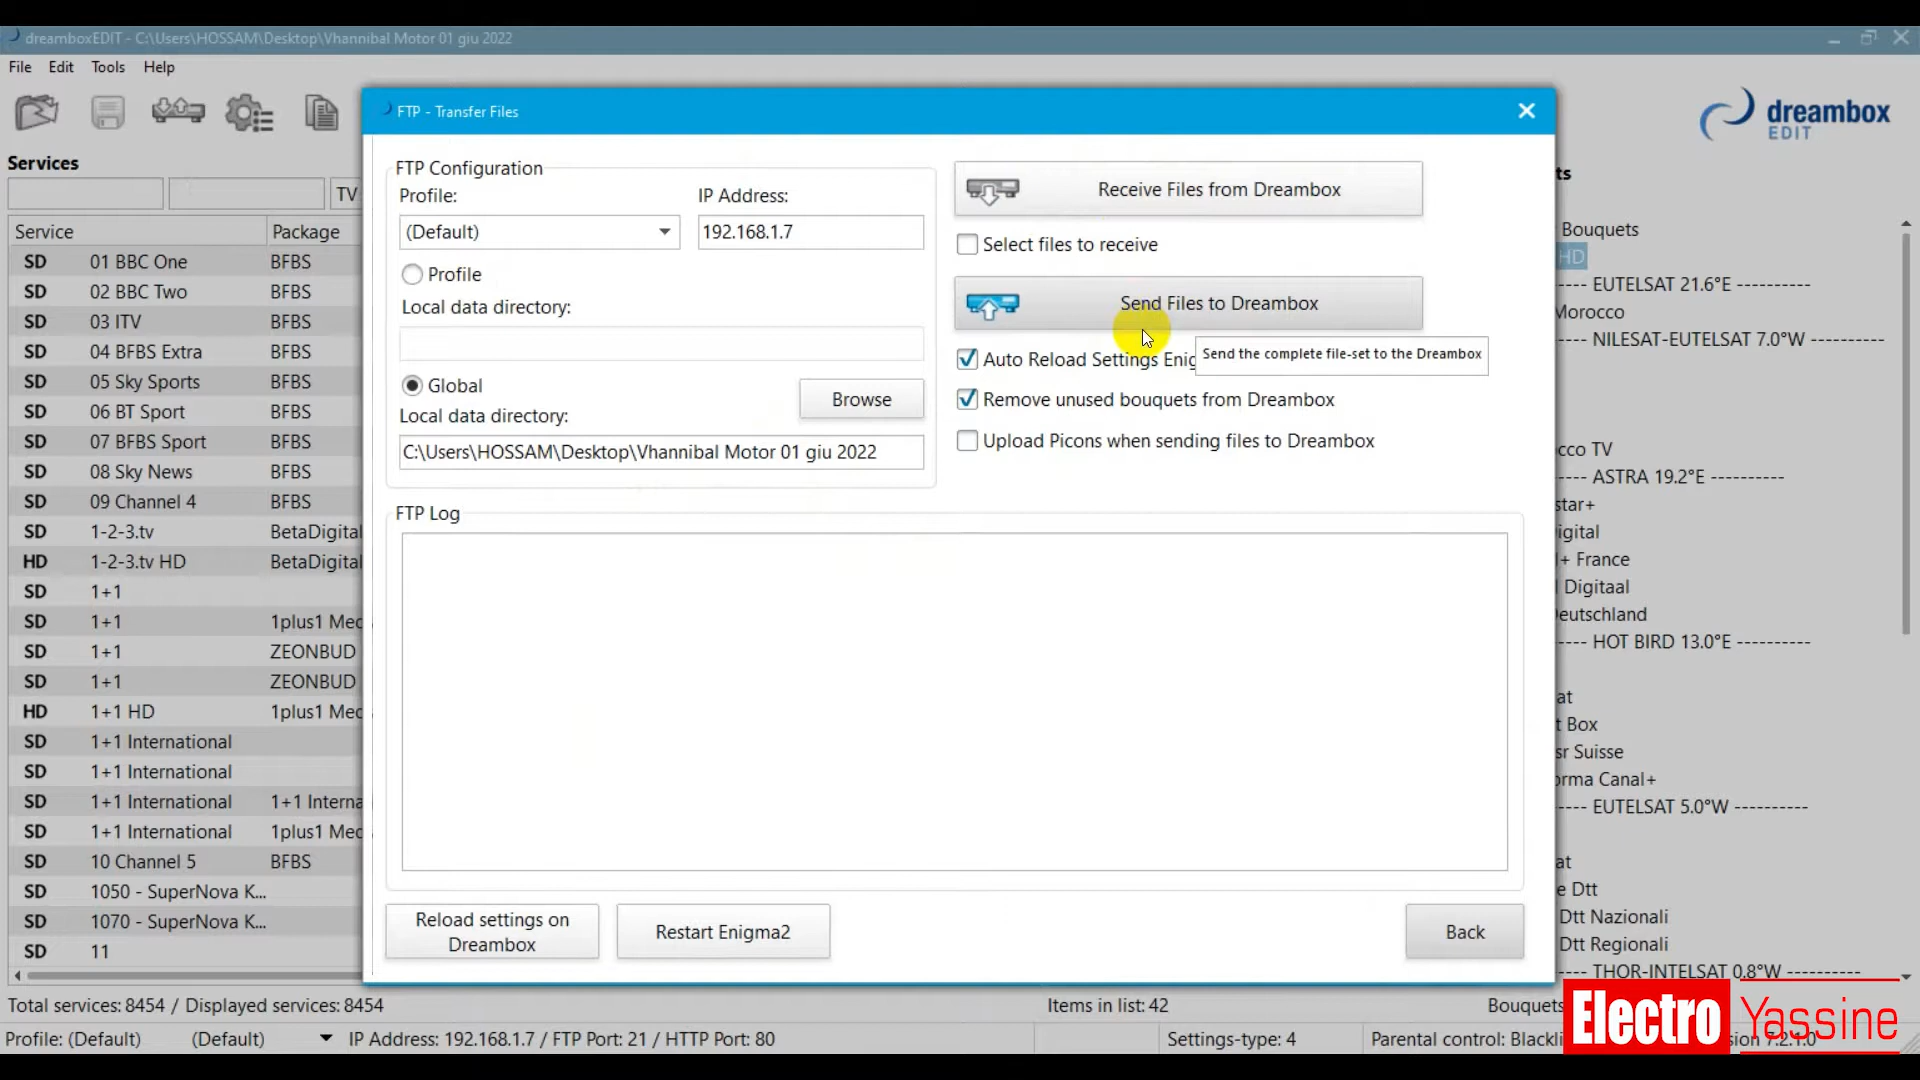 dreamboxEDIT - C:\Users\HOSSAM\Desktop\Vhannibal Motor 01 giu 2022
File Edit Tools Help
dreambox
EDIT
Services
TV
Service Package
SD 01 BBC One BFBS
SD 02 BBC Two BFBS
SD 03 ITV BFBS
SD 04 BFBS Extra BFBS
SD 05 Sky Sports BFBS
SD 06 BT Sport BFBS
SD 07 BFBS Sport BFBS
SD 08 Sky News BFBS
SD 09 Channel 4 BFBS
SD 1-2-3.tv BetaDigital
HD 1-2-3.tv HD BetaDigital
SD 1+1
SD 1+1 1plus1 Med
SD 1+1 ZEONBUD
SD 1+1 ZEONBUD
HD 1+1 HD 1plus1 Med
SD 1+1 International
SD 1+1 International
SD 1+1 International 1+1 Interna
SD 1+1 International 1plus1 Med
SD 10 Channel 5 BFBS
SD 1050 - SuperNova K...
SD 1070 - SuperNova K...
SD 11
FTP - Transfer Files
FTP Configuration
Profile: IP Address:
(Default) 192.168.1.7
Profile
Local data directory:
Global
Browse
Local data directory:
C:\Users\HOSSAM\Desktop\Vhannibal Motor 01 giu 2022
Receive Files from Dreambox
Select files to receive
Send Files to Dreambox
Auto Reload Settings Enig
Send the complete file-set to the Dreambox
Remove unused bouquets from Dreambox
Upload Picons when sending files to Dreambox
FTP Log
Reload settings on
Dreambox
Restart Enigma2
Back
ts
Bouquets
HD
---- EUTELSAT 21.6°E ----------
Morocco
---- NILESAT-EUTELSAT 7.0°W ----------
cco TV
---- ASTRA 19.2°E ----------
star+
igital
l+ France
l Digitaal
Deutschland
---- HOT BIRD 13.0°E ----------
at
t Box
sr Suisse
orma Canal+
---- EUTELSAT 5.0°W ----------
at
e Dtt
Dtt Nazionali
Dtt Regionali
---- THOR-INTELSAT 0.8°W ----------
Total services: 8454 / Displayed services: 8454 Items in list: 42 Bouquets
Profile: (Default) (Default) IP Address: 192.168.1.7 / FTP Port: 21 / HTTP Port: 80 Settings-type: 4 Parental control: Blackli sion 7.2.1.0
Electro Yassine